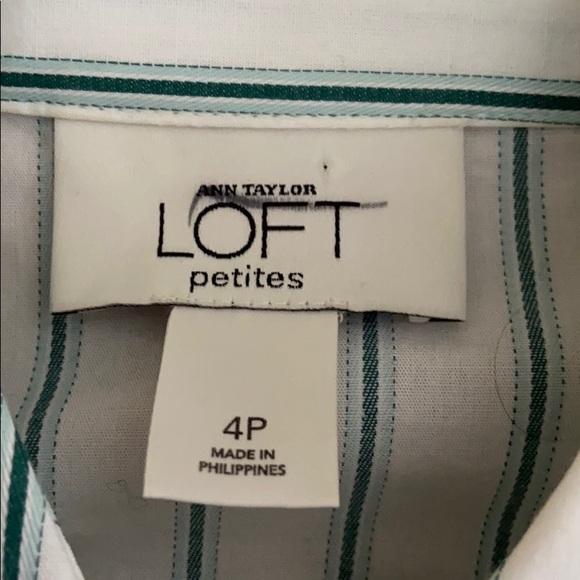 ANN TAYLOR
LOFT
petites
4P
MADE IN
PHILIPPINES